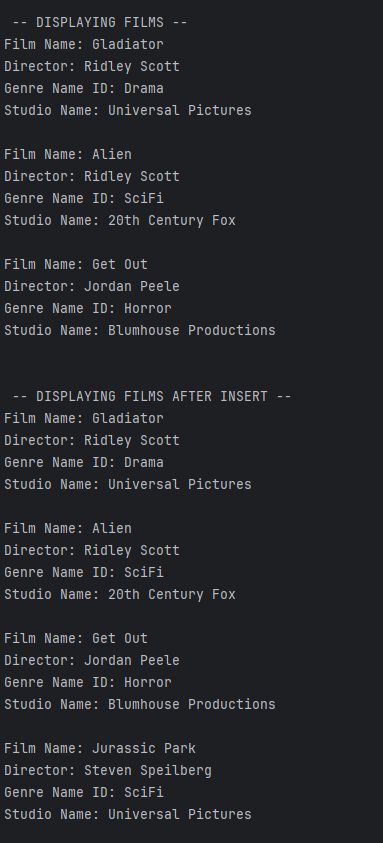 -- DISPLAYING FILMS --
Film Name: Gladiator
Director: Ridley Scott
Genre Name ID: Drama
Studio Name: Universal Pictures

Film Name: Alien
Director: Ridley Scott
Genre Name ID: SciFi
Studio Name: 20th Century Fox

Film Name: Get Out
Director: Jordan Peele
Genre Name ID: Horror
Studio Name: Blumhouse Productions

-- DISPLAYING FILMS AFTER INSERT --
Film Name: Gladiator
Director: Ridley Scott
Genre Name ID: Drama
Studio Name: Universal Pictures

Film Name: Alien
Director: Ridley Scott
Genre Name ID: SciFi
Studio Name: 20th Century Fox

Film Name: Get Out
Director: Jordan Peele
Genre Name ID: Horror
Studio Name: Blumhouse Productions

Film Name: Jurassic Park
Director: Steven Speilberg
Genre Name ID: SciFi
Studio Name: Universal Pictures